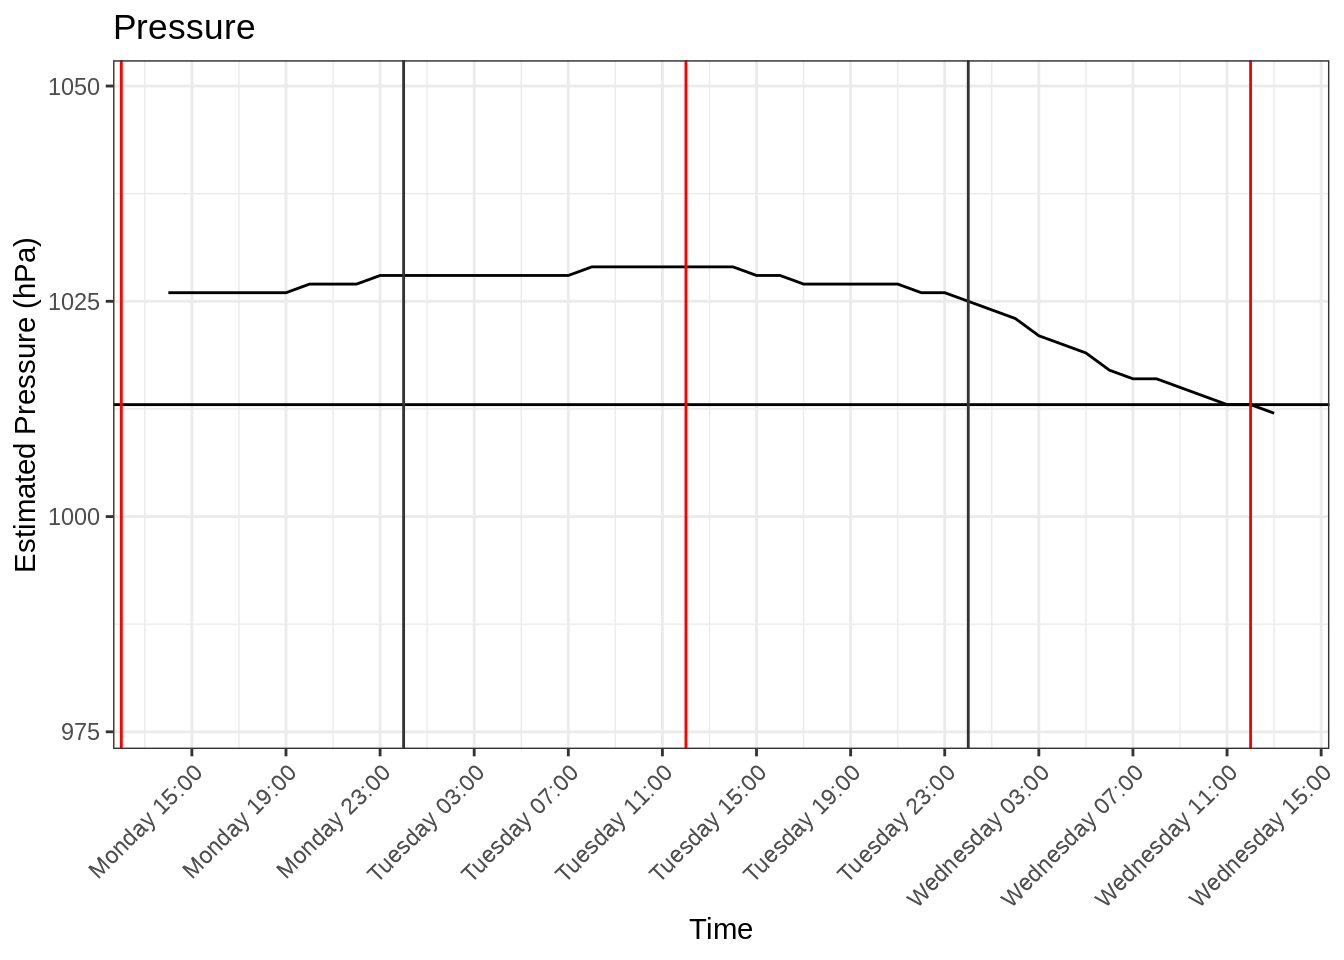 Pressure
1050
1025
1000
975
Estimated Pressure (hPa)
Monday 15:00
Monday 19:00
Monday 23:00
Tuesday 03:00
Tuesday 07:00
Tuesday 11:00
Tuesday 15:00
Tuesday 19:00
Tuesday 23:00
Wednesday 03:00
Wednesday 07:00
Wednesday 11:00
Wednesday 15:00
Time